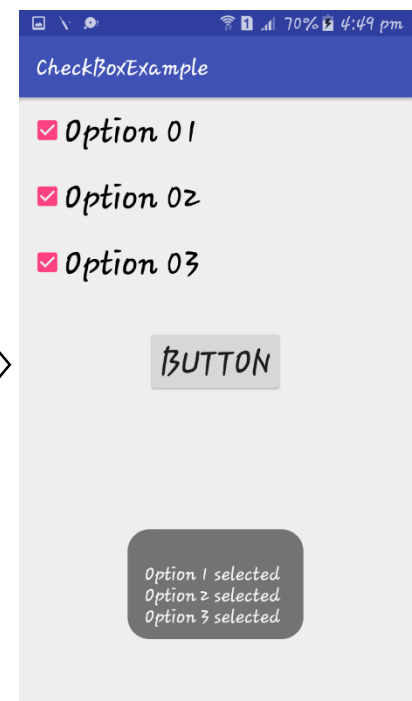 1 70% 4:49 pm
CheckBoxExample
Option 01
Option 02
Option 03
BUTTON
Option 1 selected
Option 2 selected
Option 3 selected